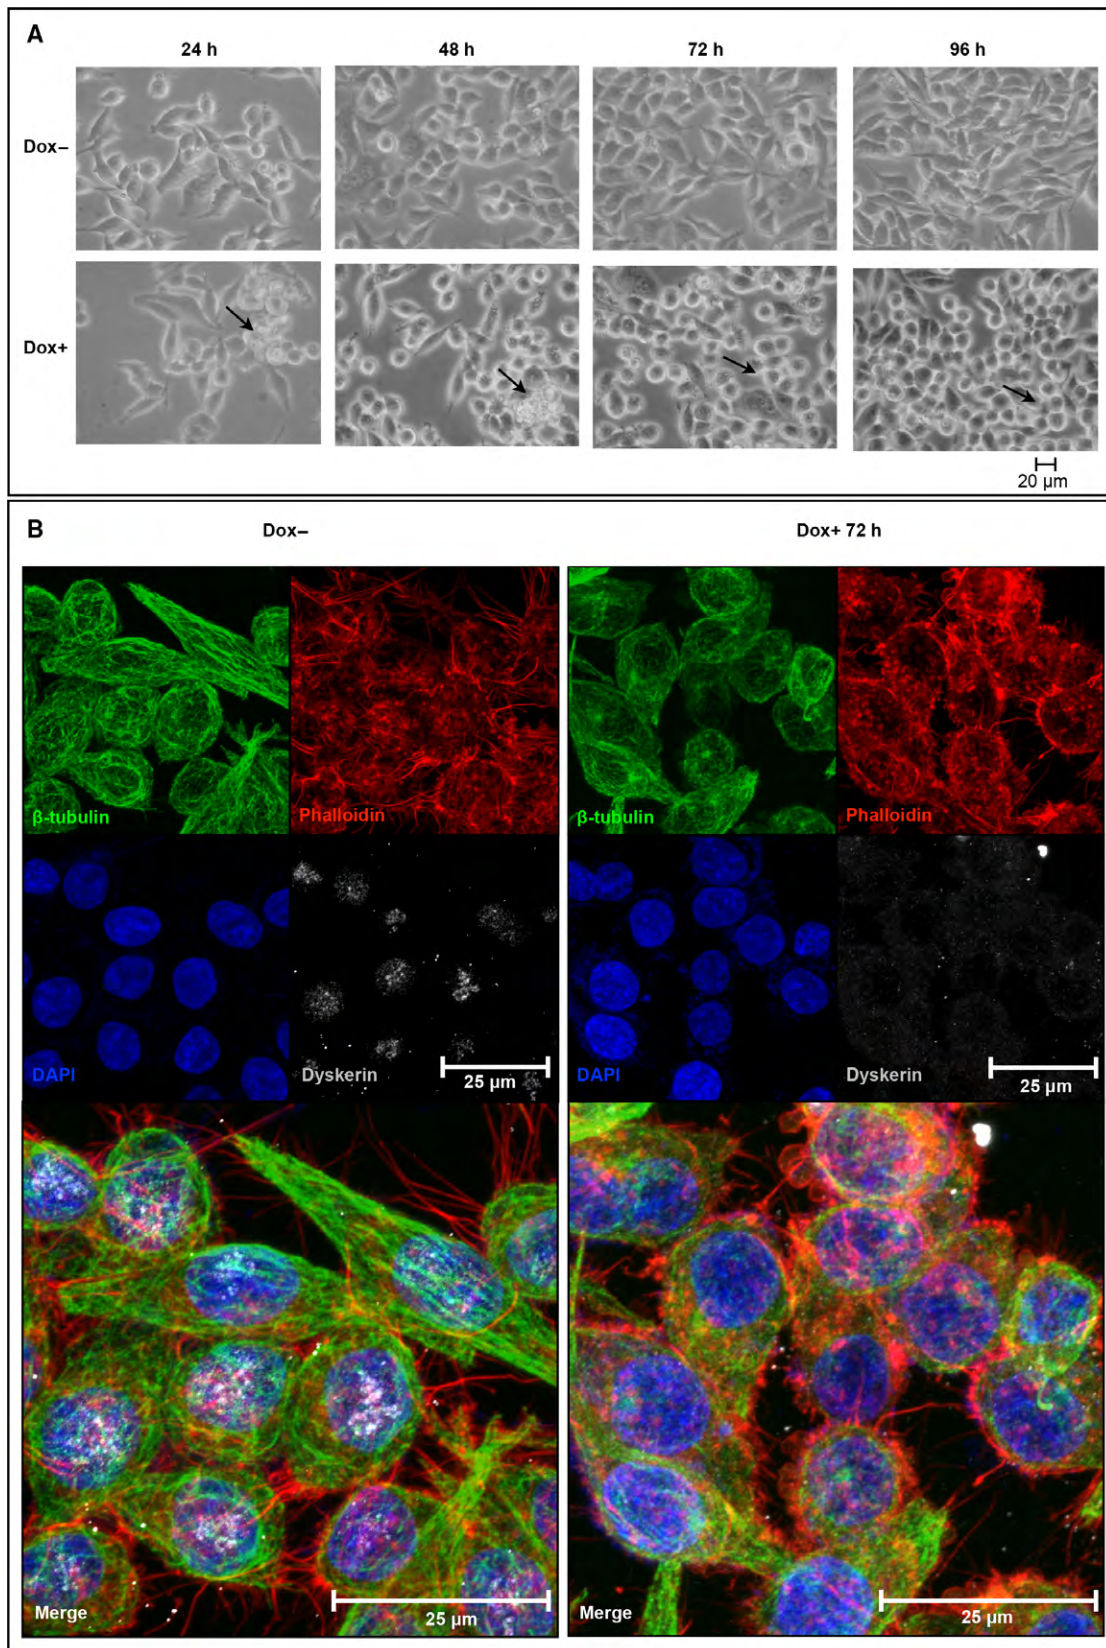 A
24 h 48 h 72 h 96 h
Dox–
Dox+
20 µm
B
Dox– Dox+ 72 h
β-tubulin Phalloidin β-tubulin Phalloidin
DAPI Dyskerin 25 µm DAPI Dyskerin 25 µm
Merge 25 µm Merge 25 µm